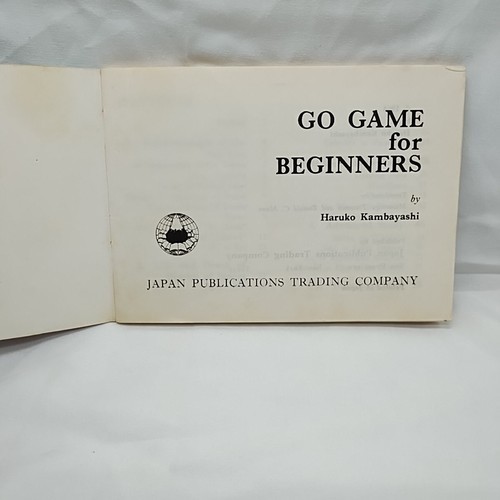 GO GAME
for
BEGINNERS
by
Haruko Kambayashi
JAPAN PUBLICATIONS TRADING COMPANY